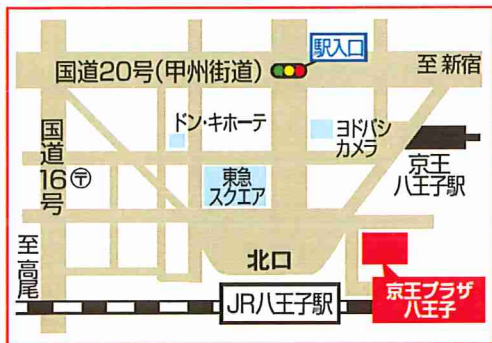 駅入口
国道20号(甲州街道)
至 新宿
ドン・キホーテ
ヨドバシ
カメラ
国道16号
〒
東急
スクエア
京王
八王子駅
至 高尾
北口
JR八王子駅
京王プラザ
八王子